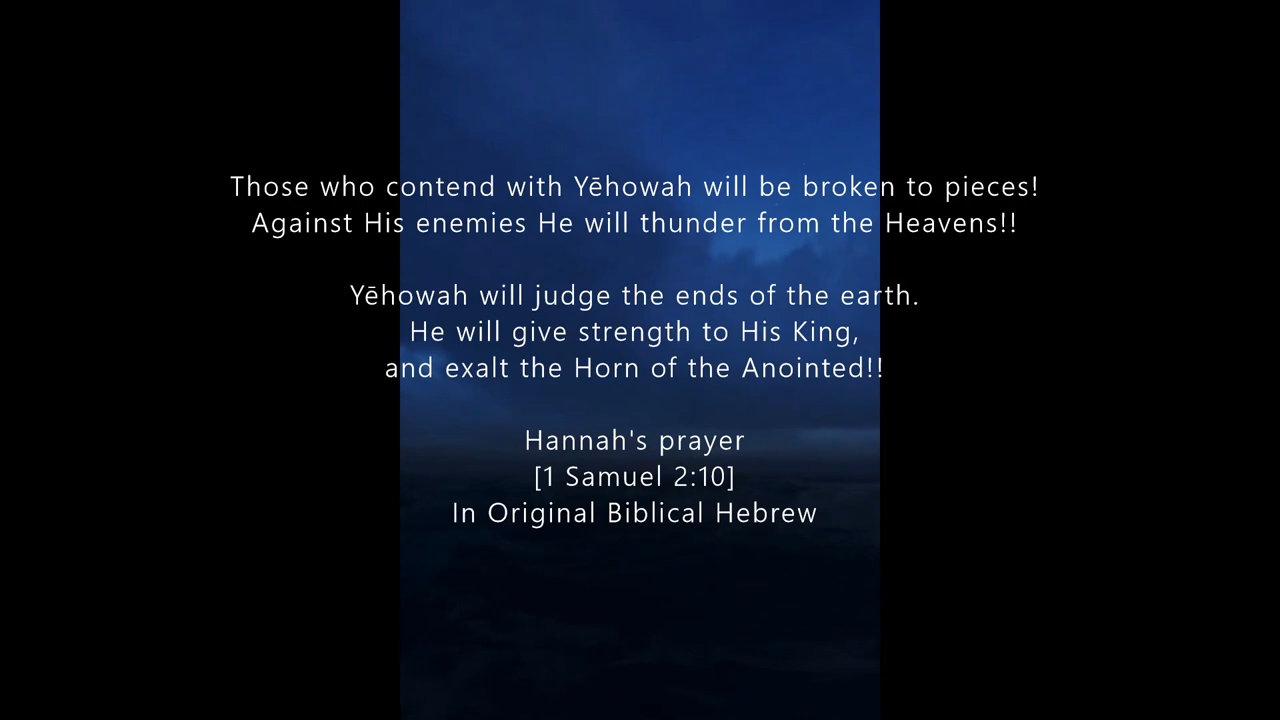 Those who contend with Yēhowah will be broken to pieces!
Against His enemies He will thunder from the Heavens!!
Yēhowah will judge the ends of the earth.
He will give strength to His King,
and exalt the Horn of the Anointed!!
Hannah's prayer
[1 Samuel 2:10]
In Original Biblical Hebrew